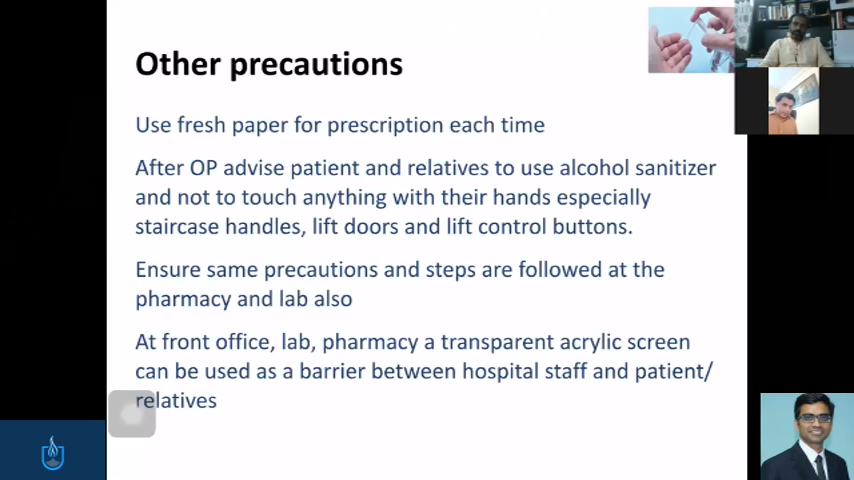 Other precautions
Use fresh paper for prescription each time
After OP advise patient and relatives to use alcohol sanitizer
and not to touch anything with their hands especially
staircase handles, lift doors and lift control buttons.
Ensure same precautions and steps are followed at the
pharmacy and lab also
At front office, lab, pharmacy a transparent acrylic screen
can be used as a barrier between hospital staff and patient/
relatives